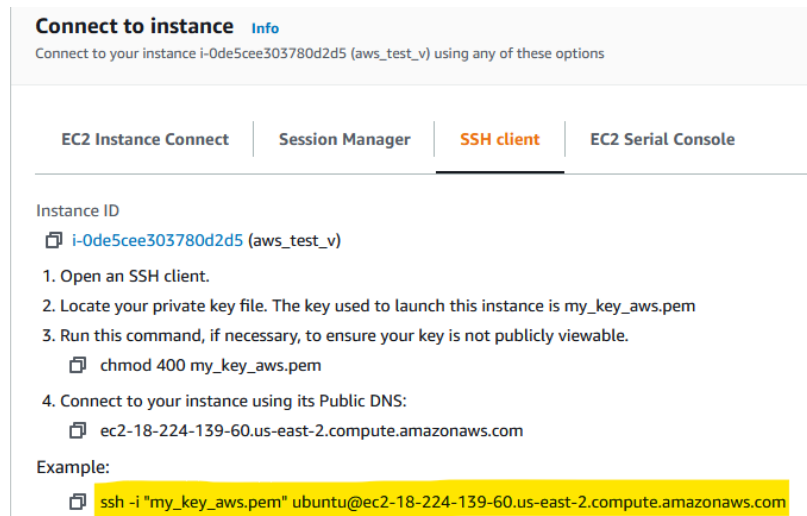 Connect to instance Info
Connect to your instance i-0de5cee303780d2d5 (aws_test_v) using any of these options
EC2 Instance Connect Session Manager SSH client EC2 Serial Console
Instance ID
i-0de5cee303780d2d5 (aws_test_v)
1. Open an SSH client.
2. Locate your private key file. The key used to launch this instance is my_key_aws.pem
3. Run this command, if necessary, to ensure your key is not publicly viewable.
chmod 400 my_key_aws.pem
4. Connect to your instance using its Public DNS:
ec2-18-224-139-60.us-east-2.compute.amazonaws.com
Example:
ssh -i "my_key_aws.pem" ubuntu@ec2-18-224-139-60.us-east-2.compute.amazonaws.com